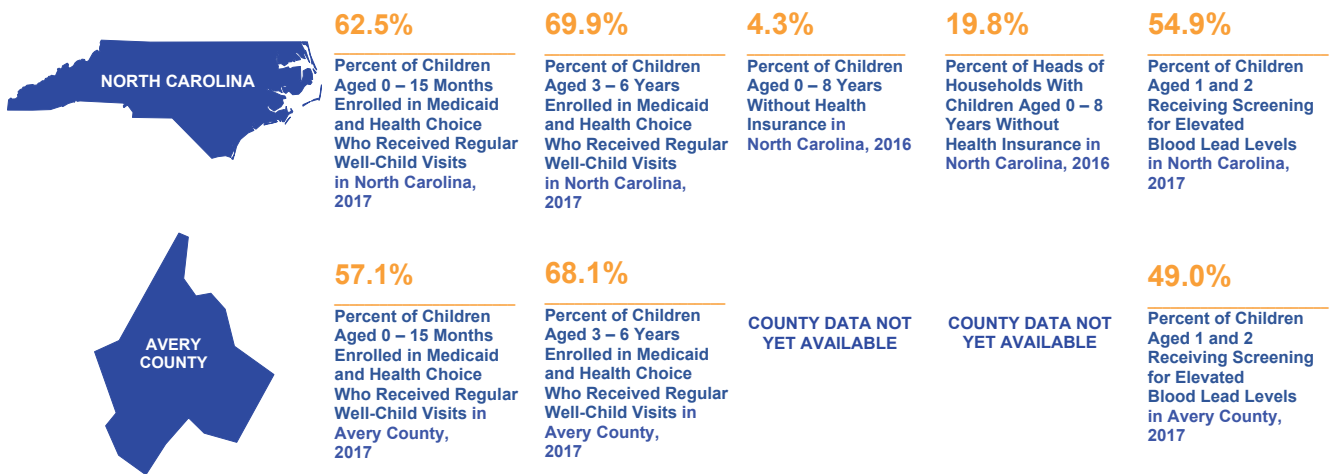 NORTH CAROLINA
62.5%
Percent of Children
Aged 0 – 15 Months
Enrolled in Medicaid
and Health Choice
Who Received Regular
Well-Child Visits
in North Carolina,
2017
69.9%
Percent of Children
Aged 3 – 6 Years
Enrolled in Medicaid
and Health Choice
Who Received Regular
Well-Child Visits
in North Carolina,
2017
4.3%
Percent of Children
Aged 0 – 8 Years
Without Health
Insurance in
North Carolina, 2016
19.8%
Percent of Heads of
Households With
Children Aged 0 – 8
Years Without
Health Insurance in
North Carolina, 2016
54.9%
Percent of Children
Aged 1 and 2
Receiving Screening
for Elevated
Blood Lead Levels
in North Carolina,
2017
AVERY
COUNTY
57.1%
Percent of Children
Aged 0 – 15 Months
Enrolled in Medicaid
and Health Choice
Who Received Regular
Well-Child Visits in
Avery County,
2017
68.1%
Percent of Children
Aged 3 – 6 Years
Enrolled in Medicaid
and Health Choice
Who Received Regular
Well-Child Visits in
Avery County,
2017
COUNTY DATA NOT
YET AVAILABLE
COUNTY DATA NOT
YET AVAILABLE
49.0%
Percent of Children
Aged 1 and 2
Receiving Screening
for Elevated
Blood Lead Levels
in Avery County,
2017